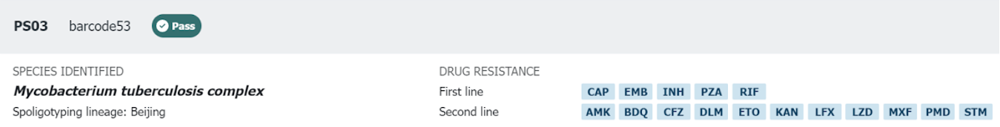 PS03 barcode53 Pass
SPECIES IDENTIFIED
Mycobacterium tuberculosis complex
Spoligotyping lineage: Beijing
DRUG RESISTANCE
First line CAP EMB INH PZA RIF
Second line AMK BDQ CFZ DLM ETO KAN LFX LZD MXF PMD STM